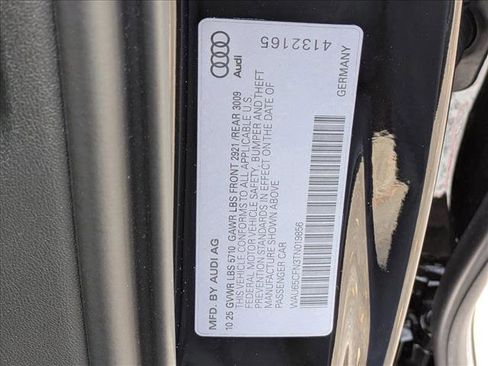 MFD. BY AUDI AG
10 25 GVWR LBS 5710 GAWR LBS FRONT 2921 /REAR 3009
THIS VEHICLE CONFORMS TO ALL APPLICABLE U.S.
FEDERAL MOTOR VEHICLE SAFETY, BUMPER AND THEFT
PREVENTION STANDARDS IN EFFECT ON THE DATE OF
MANUFACTURE SHOWN ABOVE
PASSENGER CAR
WAU65CFN3TN019856
Audi
4132165
GERMANY